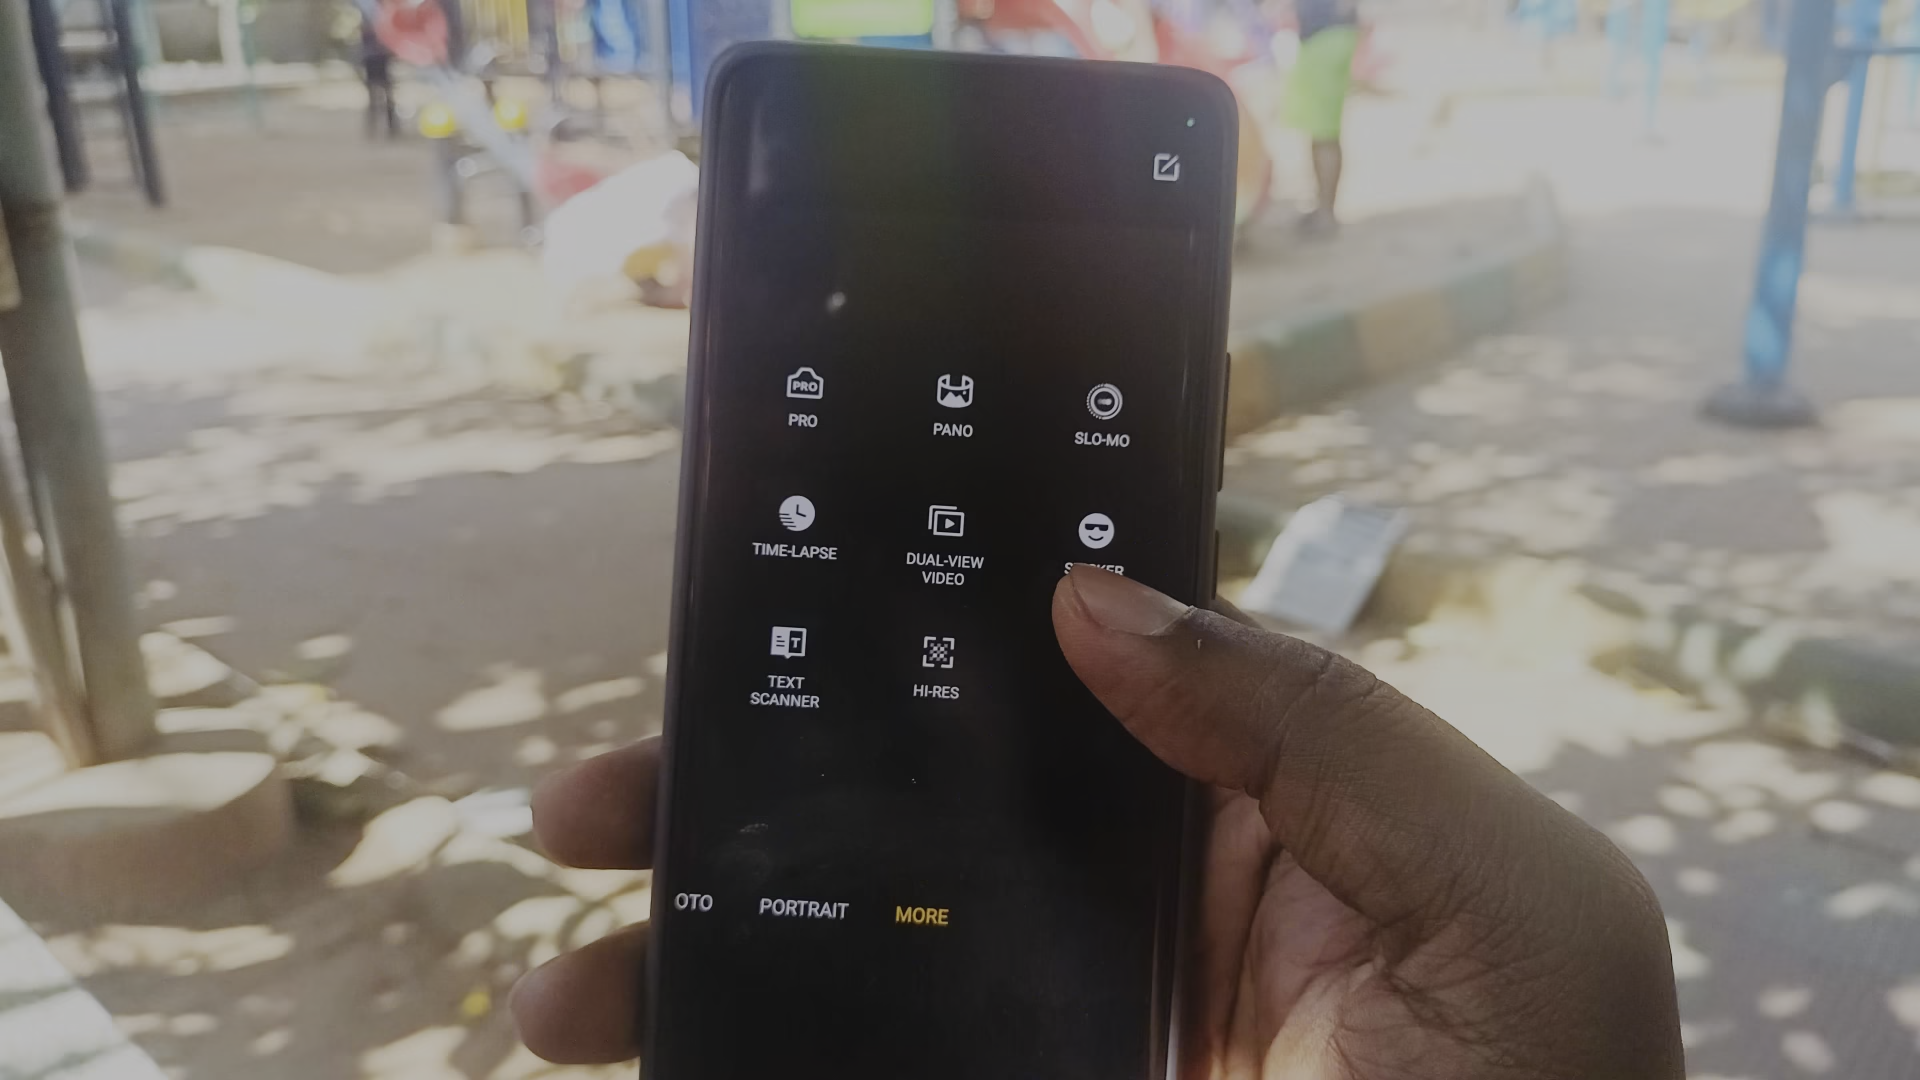 PRO
PRO
PANO
SLO-MO
TIME-LAPSE
DUAL-VIEW
VIDEO
T
TEXT
SCANNER
HI-RES
OTO
PORTRAIT
MORE